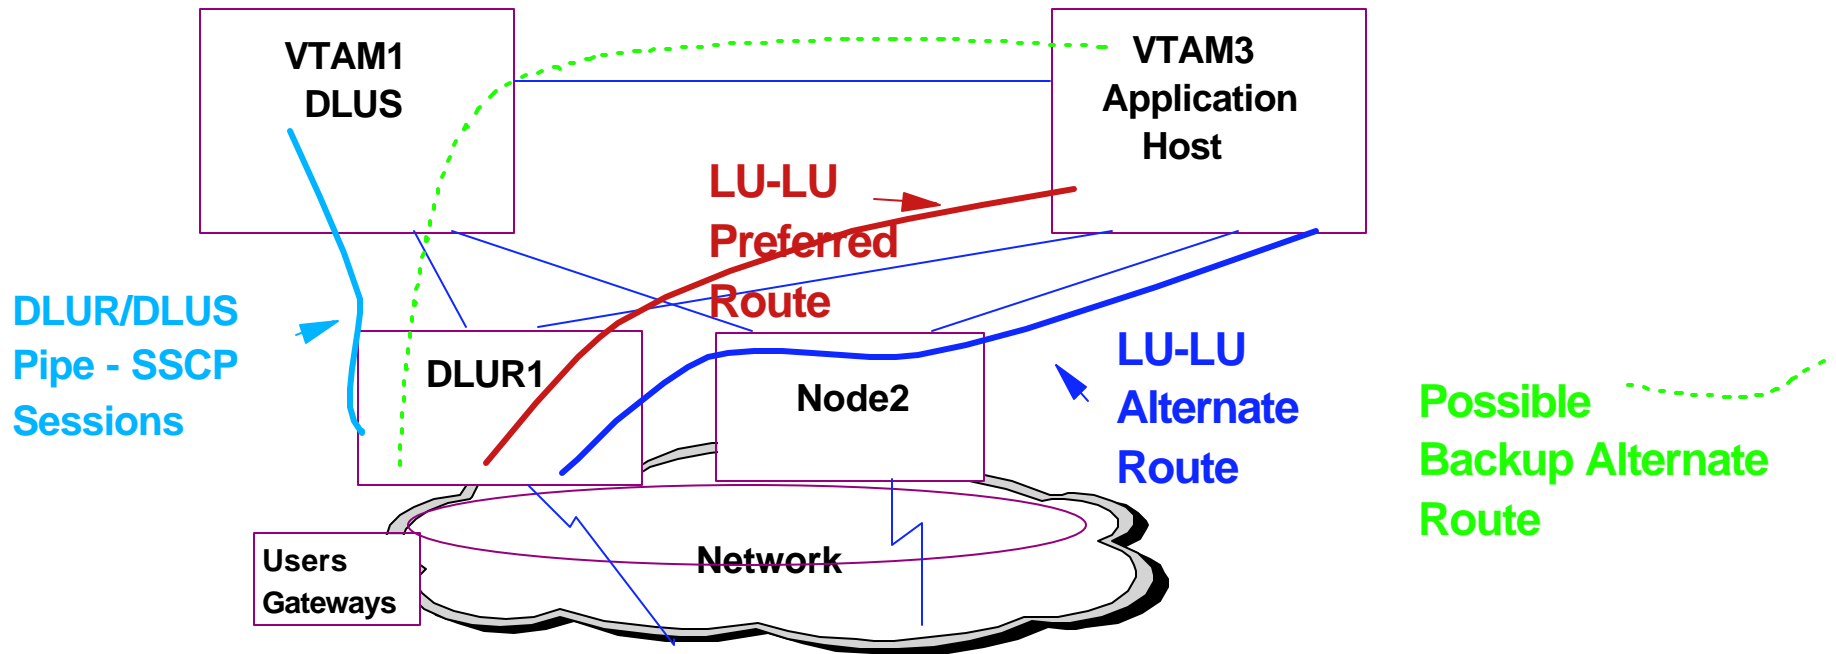 VTAM1
DLUS
VTAM3
Application
Host
LU-LU
Preferred
Route
DLUR/DLUS
Pipe - SSCP
Sessions
DLUR1
Node2
LU-LU
Alternate
Route
Possible
Backup Alternate
Route
Users
Gateways
Network